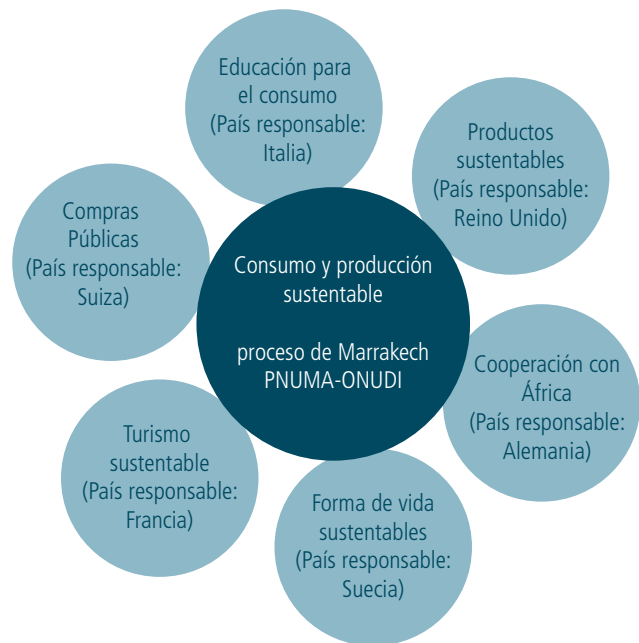 Educación para
el consumo
(País responsable:
Italia)
Productos
sustentables
(País responsable:
Reino Unido)
Compras
Públicas
(País responsable:
Suiza)
Consumo y producción
sustentable
proceso de Marrakech
PNUMA-ONUDI
Cooperación con
África
(País responsable:
Alemania)
Turismo
sustentable
(País responsable:
Francia)
Forma de vida
sustentables
(País responsable:
Suecia)